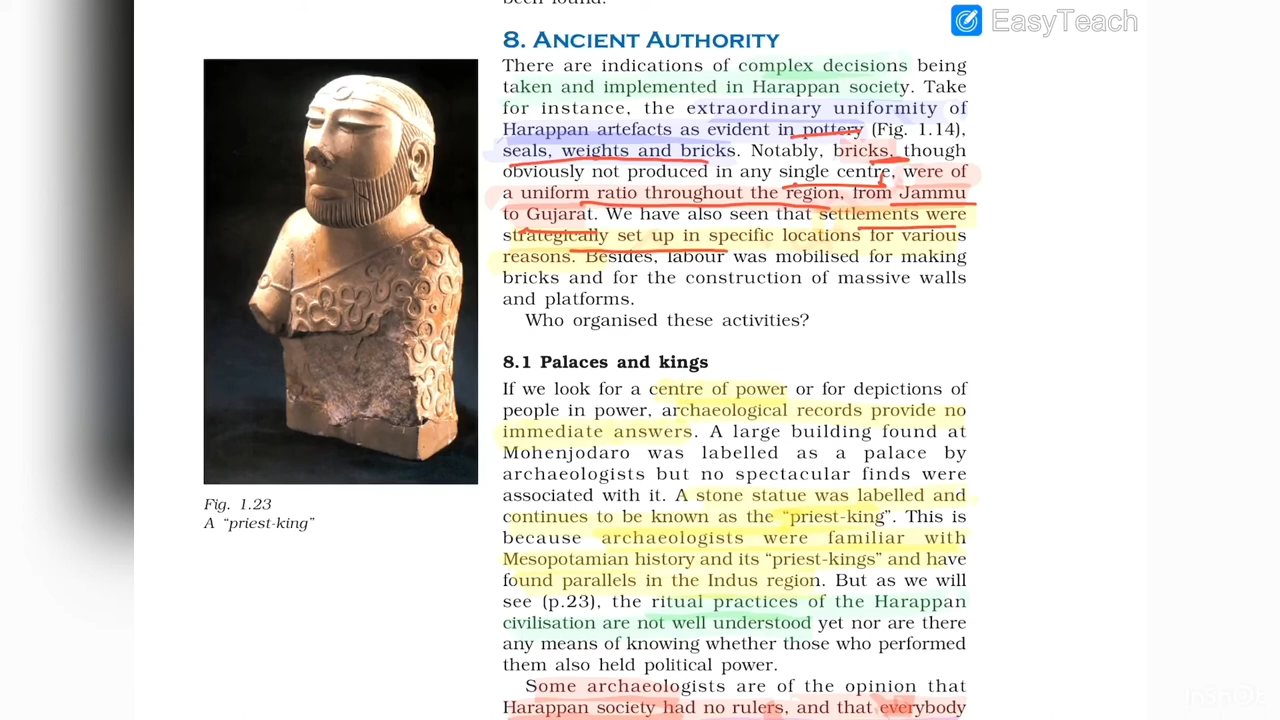 been found.
EasyTeach
8. ANCIENT AUTHORITY
There are indications of complex decisions being
taken and implemented in Harappan society. Take
for instance, the extraordinary uniformity of
Harappan artefacts as evident in pottery (Fig. 1.14),
seals, weights and bricks. Notably, bricks, though
obviously not produced in any single centre, were of
a uniform ratio throughout the region, from Jammu
to Gujarat. We have also seen that settlements were
strategically set up in specific locations for various
reasons. Besides, labour was mobilised for making
bricks and for the construction of massive walls
and platforms.
Who organised these activities?
8.1 Palaces and kings
If we look for a centre of power or for depictions of
people in power, archaeological records provide no
immediate answers. A large building found at
Mohenjodaro was labelled as a palace by
archaeologists but no spectacular finds were
associated with it. A stone statue was labelled and
continues to be known as the “priest-king”. This is
because archaeologists were familiar with
Mesopotamian history and its “priest-kings” and have
found parallels in the Indus region. But as we will
see (p.23), the ritual practices of the Harappan
civilisation are not well understood yet nor are there
any means of knowing whether those who performed
them also held political power.
Some archaeologists are of the opinion that
Harappan society had no rulers, and that everybody
Fig. 1.23
A “priest-king”
InShOt